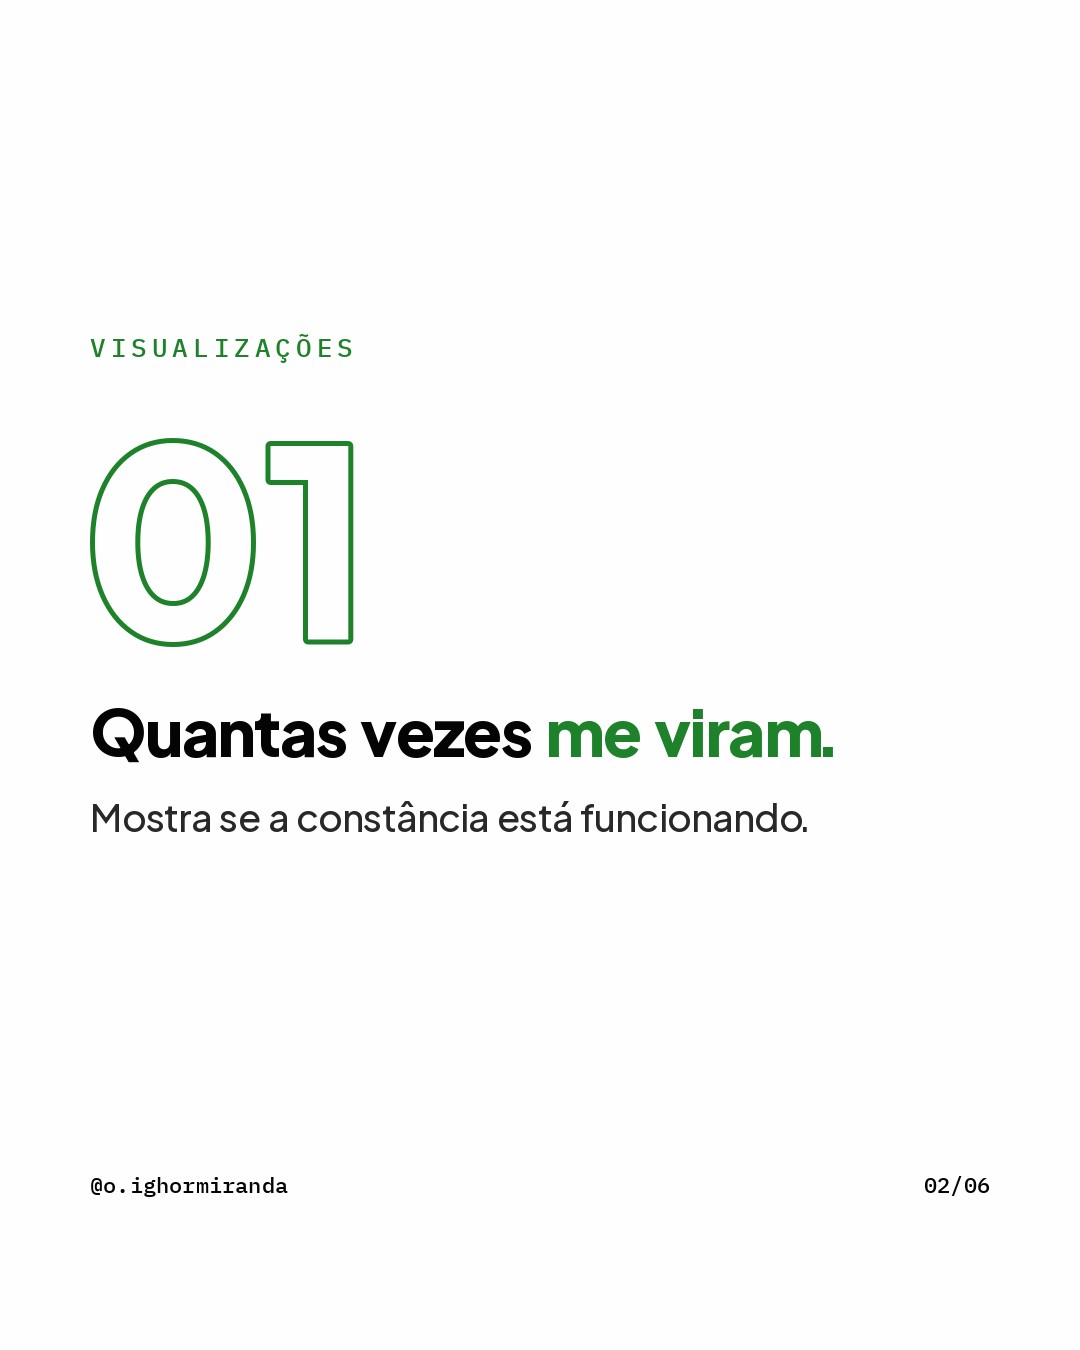 VISUALIZAÇÕES
01
Quantas vezes me viram.
Mostra se a constância está funcionando.
@o.ighormiranda
02/06